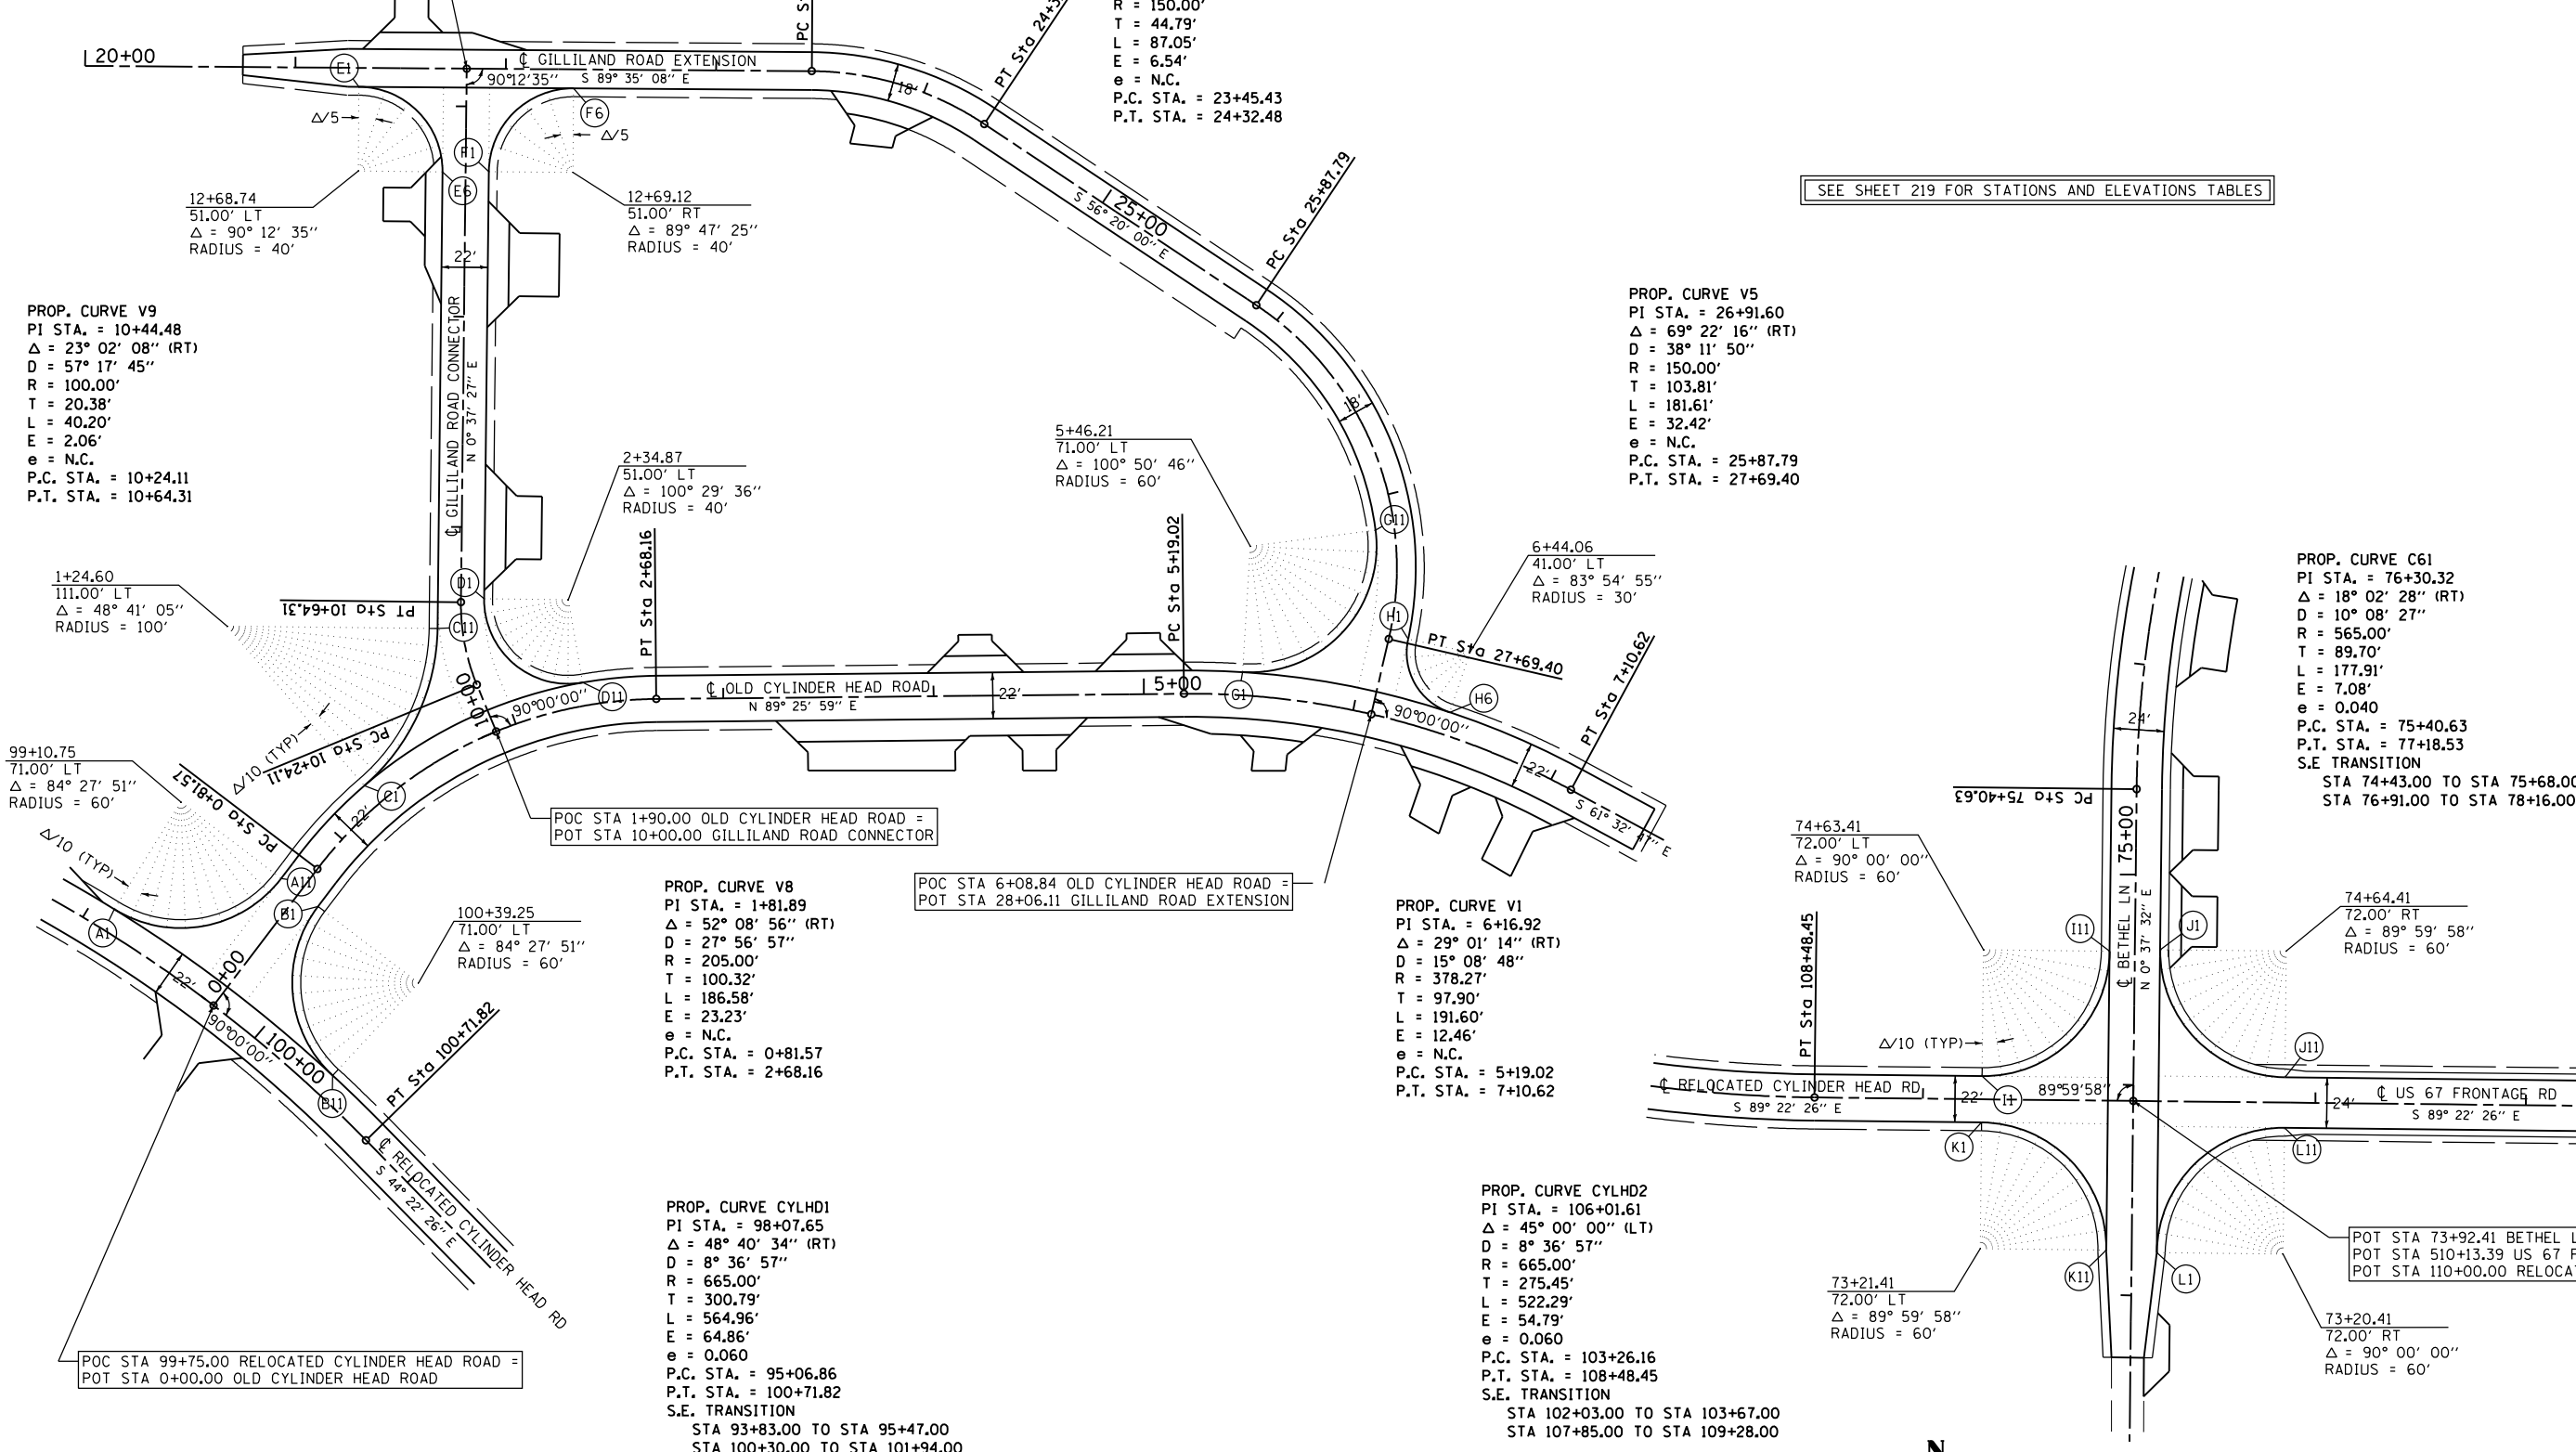 20+00
E1
℄ GILLILAND ROAD EXTENSION
90°12'35''
S 89° 35' 08'' E
PT Sta 24+3
18'
R = 150.00'
T = 44.79'
L = 87.05'
E = 6.54'
e = N.C.
P.C. STA. = 23+45.43
P.T. STA. = 24+32.48
Δ/5
F6
Δ/5
F1
E6
12+68.74
51.00' LT
Δ = 90° 12' 35''
RADIUS = 40'
12+69.12
51.00' RT
Δ = 89° 47' 25''
RADIUS = 40'
22'
25+00
S 56° 20' 00'' E
PC Sta 25+87.79
SEE SHEET 219 FOR STATIONS AND ELEVATIONS TABLES
PROP. CURVE V9
PI STA. = 10+44.48
Δ = 23° 02' 08'' (RT)
D = 57° 17' 45''
R = 100.00'
T = 20.38'
L = 40.20'
E = 2.06'
e = N.C.
P.C. STA. = 10+24.11
P.T. STA. = 10+64.31
℄ GILLILAND ROAD CONNECTOR
N 0° 37' 27'' E
PROP. CURVE V5
PI STA. = 26+91.60
Δ = 69° 22' 16'' (RT)
D = 38° 11' 50''
R = 150.00'
T = 103.81'
L = 181.61'
E = 32.42'
e = N.C.
P.C. STA. = 25+87.79
P.T. STA. = 27+69.40
18'
2+34.87
51.00' LT
Δ = 100° 29' 36''
RADIUS = 40'
5+46.21
71.00' LT
Δ = 100° 50' 46''
RADIUS = 60'
G11
6+44.06
41.00' LT
Δ = 83° 54' 55''
RADIUS = 30'
1+24.60
111.00' LT
Δ = 48° 41' 05''
RADIUS = 100'
PT Sta 10+64.31
D1
C11
PT Sta 2+68.16
PC Sta 5+19.02
H1
PT Sta 27+69.40
PT Sta 7+10.62
10+00
90°00'00''
D11
℄ OLD CYLINDER HEAD ROAD
N 89° 25' 59'' E
22'
5+00
G1
90°00'00''
H6
22'
S 61° 32' 47'' E
PC Sta 10+24.11
Δ/10 (TYP)
99+10.75
71.00' LT
Δ = 84° 27' 51''
RADIUS = 60'
PC Sta 0+81.57
C1
22'
Δ/10 (TYP)
A11
B1
POC STA 1+90.00 OLD CYLINDER HEAD ROAD =
POT STA 10+00.00 GILLILAND ROAD CONNECTOR
POC STA 6+08.84 OLD CYLINDER HEAD ROAD =
POT STA 28+06.11 GILLILAND ROAD EXTENSION
A1
22'
0+00
90°00'00''
100+00
100+39.25
71.00' LT
Δ = 84° 27' 51''
RADIUS = 60'
PT Sta 100+71.82
B11
℄ RELOCATED CYLINDER HEAD RD
S 44° 22' 26'' E
PROP. CURVE V8
PI STA. = 1+81.89
Δ = 52° 08' 56'' (RT)
D = 27° 56' 57''
R = 205.00'
T = 100.32'
L = 186.58'
E = 23.23'
e = N.C.
P.C. STA. = 0+81.57
P.T. STA. = 2+68.16
PROP. CURVE V1
PI STA. = 6+16.92
Δ = 29° 01' 14'' (RT)
D = 15° 08' 48''
R = 378.27'
T = 97.90'
L = 191.60'
E = 12.46'
e = N.C.
P.C. STA. = 5+19.02
P.T. STA. = 7+10.62
PROP. CURVE C61
PI STA. = 76+30.32
Δ = 18° 02' 28'' (RT)
D = 10° 08' 27''
R = 565.00'
T = 89.70'
L = 177.91'
E = 7.08'
e = 0.040
P.C. STA. = 75+40.63
P.T. STA. = 77+18.53
S.E TRANSITION
STA 74+43.00 TO STA 75+68.00
STA 76+91.00 TO STA 78+16.00
24'
PC Sta 75+40.63
75+00
℄ BETHEL LN
N 0° 37' 32'' E
74+63.41
72.00' LT
Δ = 90° 00' 00''
RADIUS = 60'
74+64.41
72.00' RT
Δ = 89° 59' 58''
RADIUS = 60'
I11
J1
PT Sta 108+48.45
Δ/10 (TYP)
J11
℄ RELOCATED CYLINDER HEAD RD
S 89° 22' 26'' E
22'
I1
89°59'58''
24'
℄ US 67 FRONTAGE RD
S 89° 22' 26'' E
K1
L11
K11
L1
73+21.41
72.00' LT
Δ = 89° 59' 58''
RADIUS = 60'
73+20.41
72.00' RT
Δ = 90° 00' 00''
RADIUS = 60'
POT STA 73+92.41 BETHEL
POT STA 510+13.39 US 67
POT STA 110+00.00
POC STA 99+75.00 RELOCATED CYLINDER HEAD ROAD =
POT STA 0+00.00 OLD CYLINDER HEAD ROAD
PROP. CURVE CYLHD1
PI STA. = 98+07.65
Δ = 48° 40' 34'' (RT)
D = 8° 36' 57''
R = 665.00'
T = 300.79'
L = 564.96'
E = 64.86'
e = 0.060
P.C. STA. = 95+06.86
P.T. STA. = 100+71.82
S.E. TRANSITION
STA 93+83.00 TO STA 95+47.00
STA 100+30.00 TO STA 101+94.00
PROP. CURVE CYLHD2
PI STA. = 106+01.61
Δ = 45° 00' 00'' (LT)
D = 8° 36' 57''
R = 665.00'
T = 275.45'
L = 522.29'
E = 54.79'
e = 0.060
P.C. STA. = 103+26.16
P.T. STA. = 108+48.45
S.E. TRANSITION
STA 102+03.00 TO STA 103+67.00
STA 107+85.00 TO STA 109+28.00
N